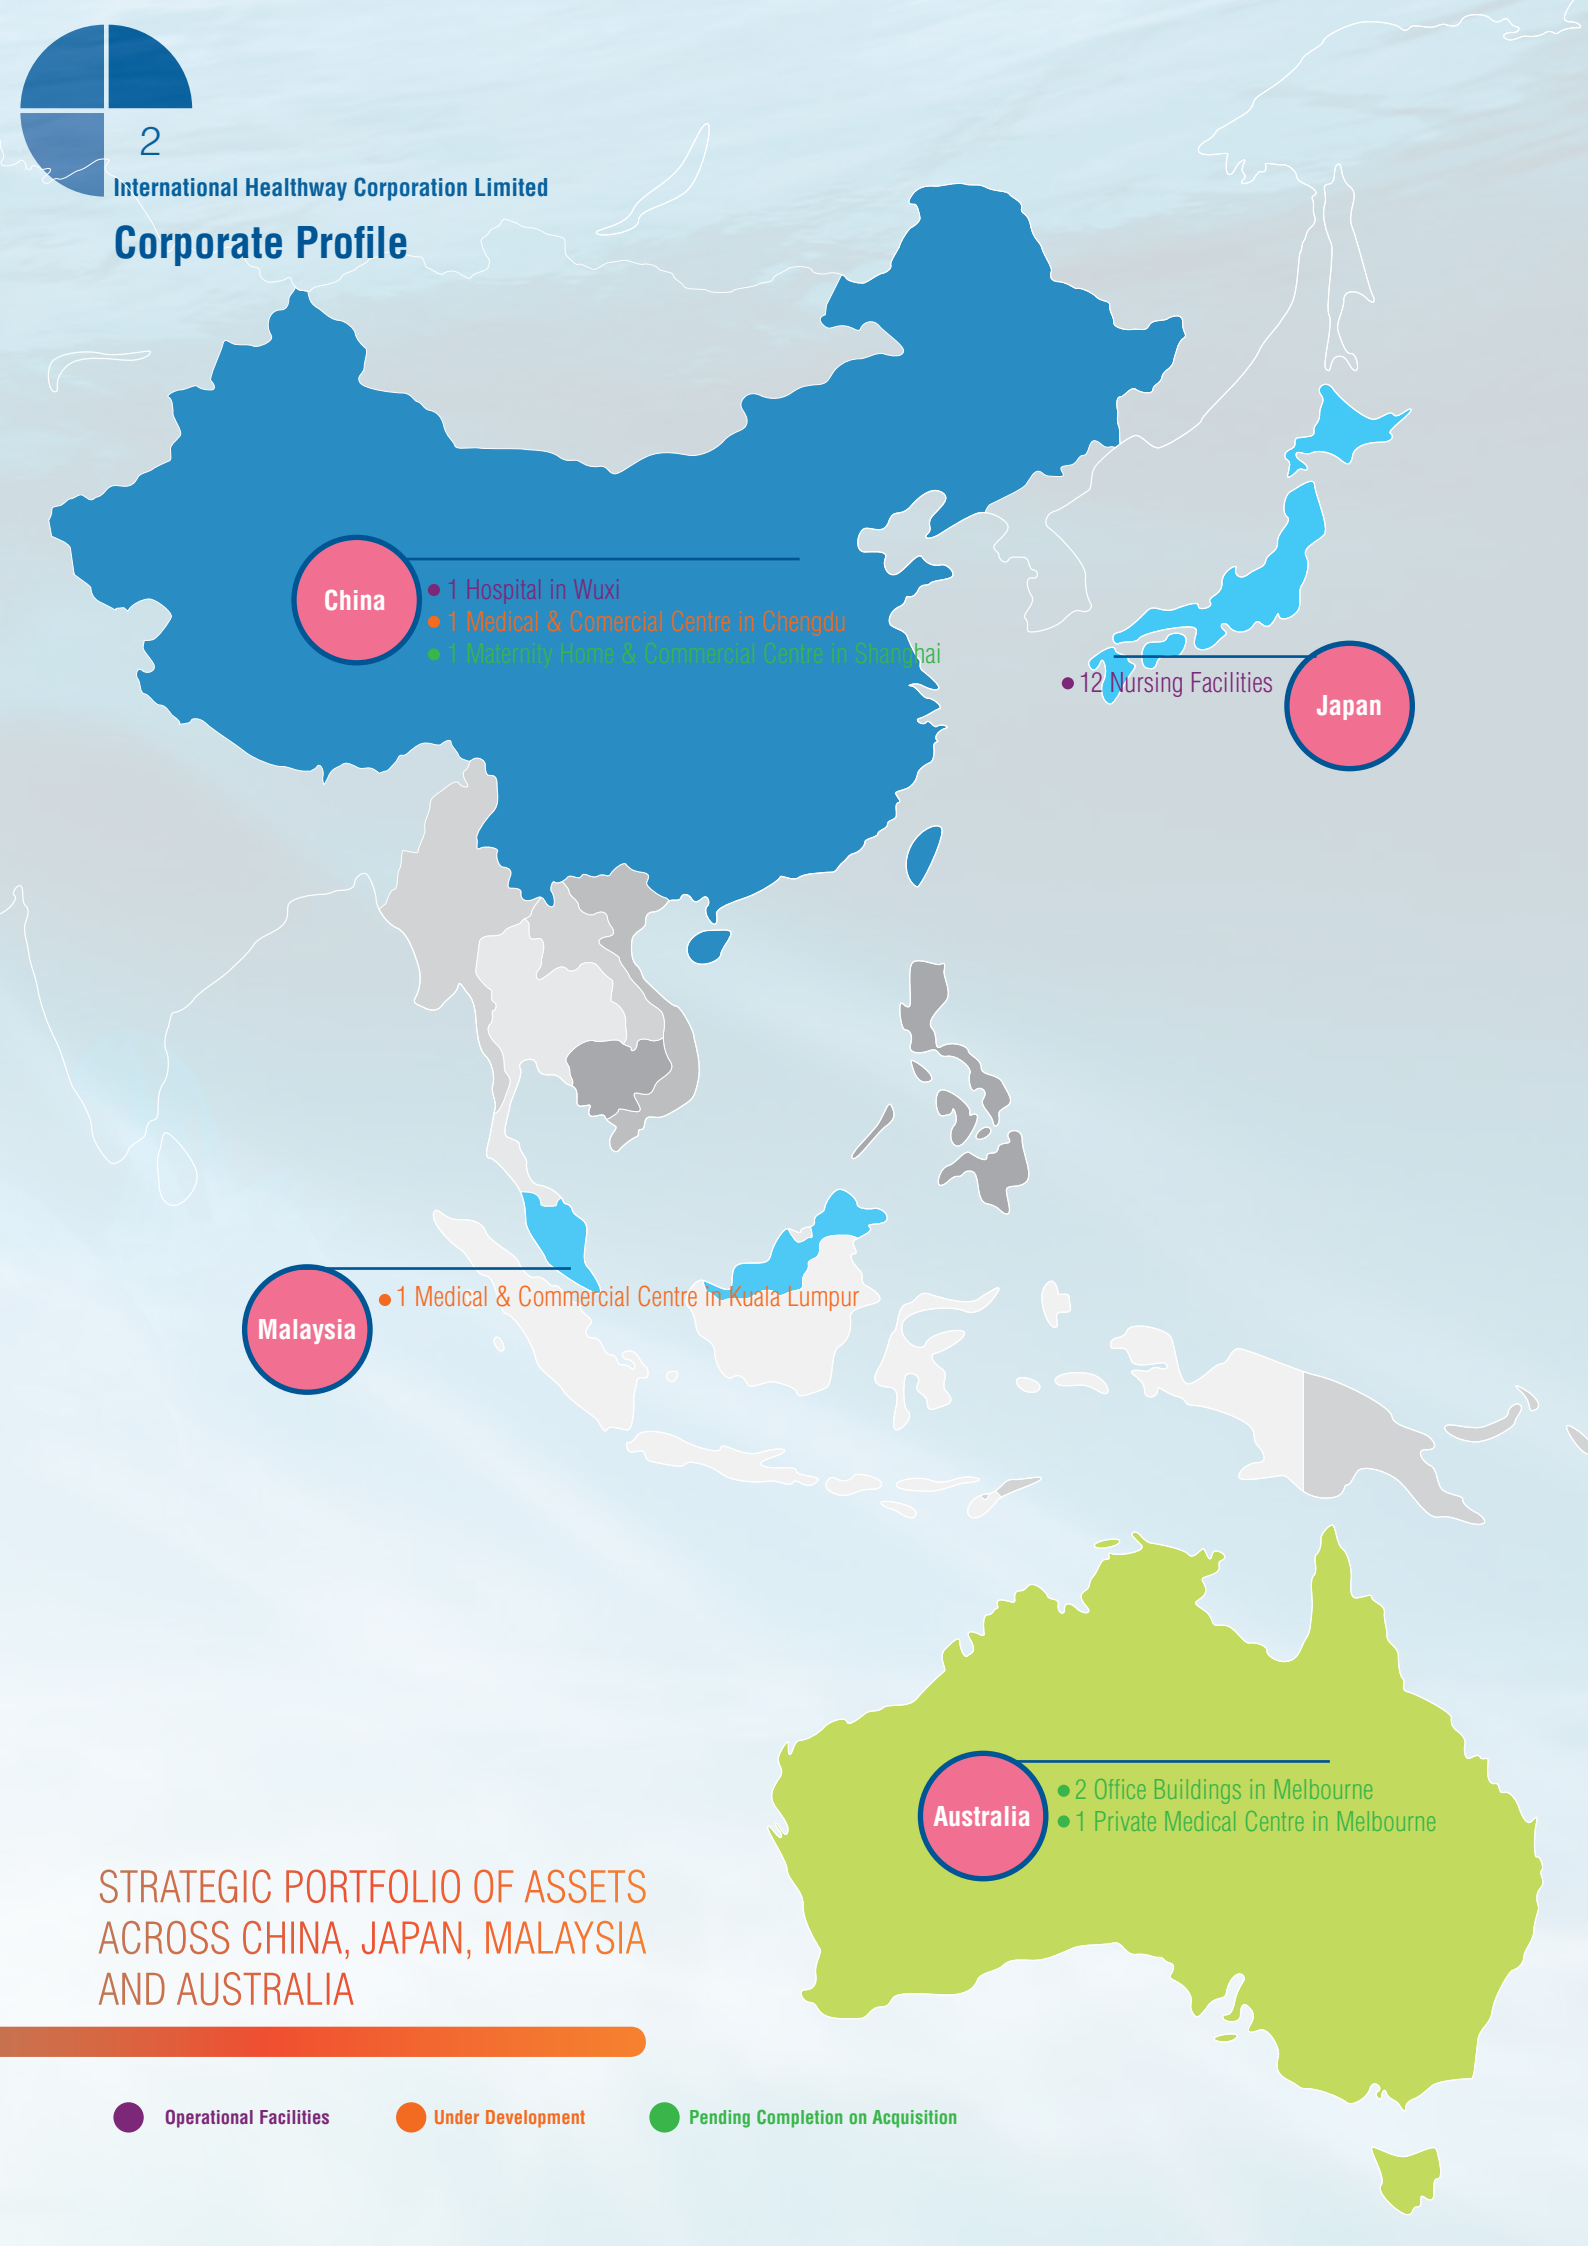 2
International Healthway Corporation Limited
Corporate Profile
China
1 Hospital in Wuxi
1 Medical & Comercial Centre in Chengdu
1 Maternity Home & Commercial Centre in Shanghai
12 Nursing Facilities
Japan
1 Medical & Commercial Centre in Kuala Lumpur
Malaysia
Australia
2 Office Buildings in Melbourne
1 Private Medical Centre in Melbourne
STRATEGIC PORTFOLIO OF ASSETS
ACROSS CHINA, JAPAN, MALAYSIA
AND AUSTRALIA
Operational Facilities
Under Development
Pending Completion on Acquisition